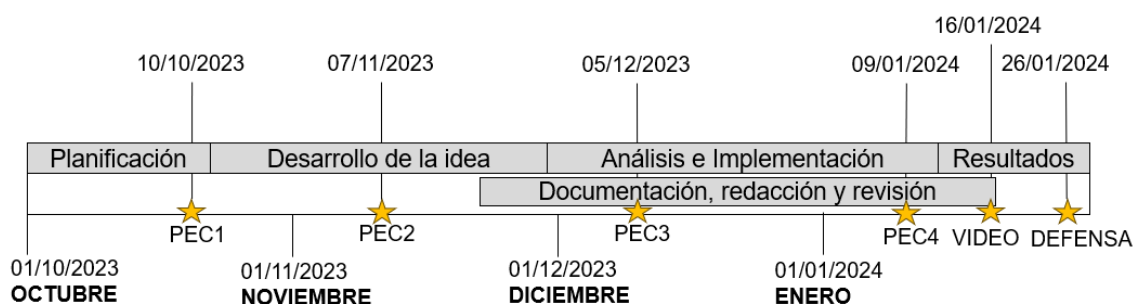 16/01/2024
10/10/2023 07/11/2023 05/12/2023 09/01/2024 26/01/2024
Planificación Desarrollo de la idea Análisis e Implementación Resultados
Documentación, redacción y revisión
PEC1 PEC2 PEC3 PEC4 VIDEO DEFENSA
01/10/2023 01/11/2023 01/12/2023 01/01/2024
OCTUBRE NOVIEMBRE DICIEMBRE ENERO